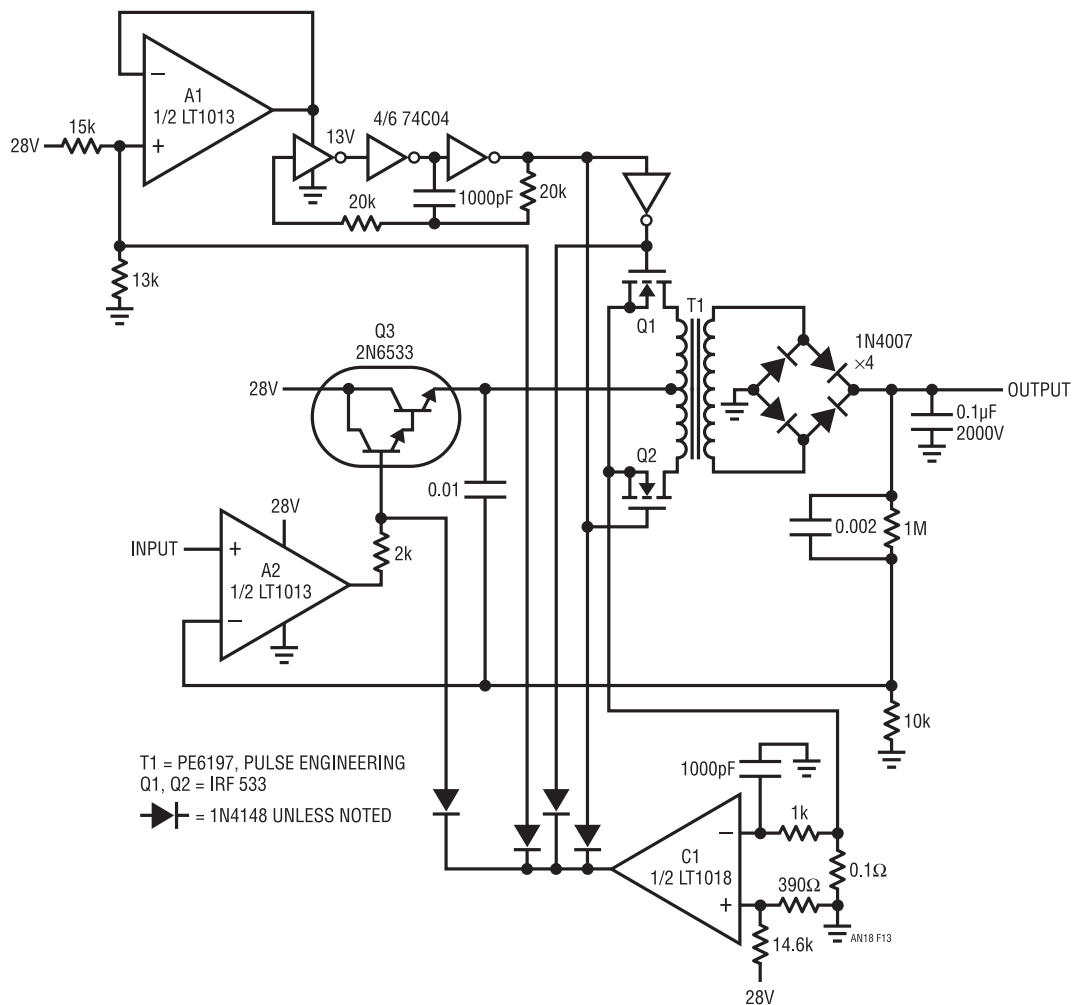 A1
1/2 LT1013
−
+
15k
28V
13V
4/6 74C04
20k
1000pF
20k
13k
Q3
2N6533
28V
Q1
T1
1N4007
×4
OUTPUT
0.1µF
2000V
Q2
0.01
0.002
1M
28V
2k
INPUT
+
A2
1/2 LT1013
−
10k
T1 = PE6197, PULSE ENGINEERING
Q1, Q2 = IRF 533
= 1N4148 UNLESS NOTED
1000pF
1k
−
C1
1/2 LT1018
0.1Ω
390Ω
+
AN18 F13
14.6k
28V